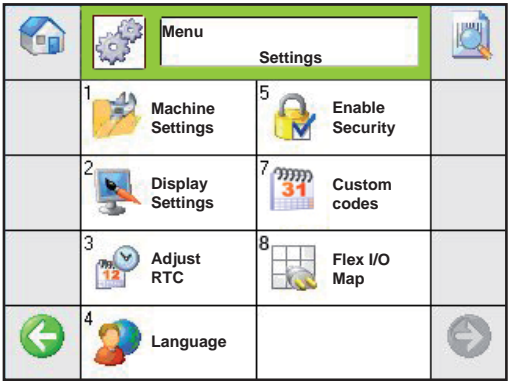 Menu
Settings
1
Machine
Settings
5
Enable
Security
2
Display
Settings
7
31
Custom
codes
3
12
Adjust
RTC
8
Flex I/O
Map
4
Language